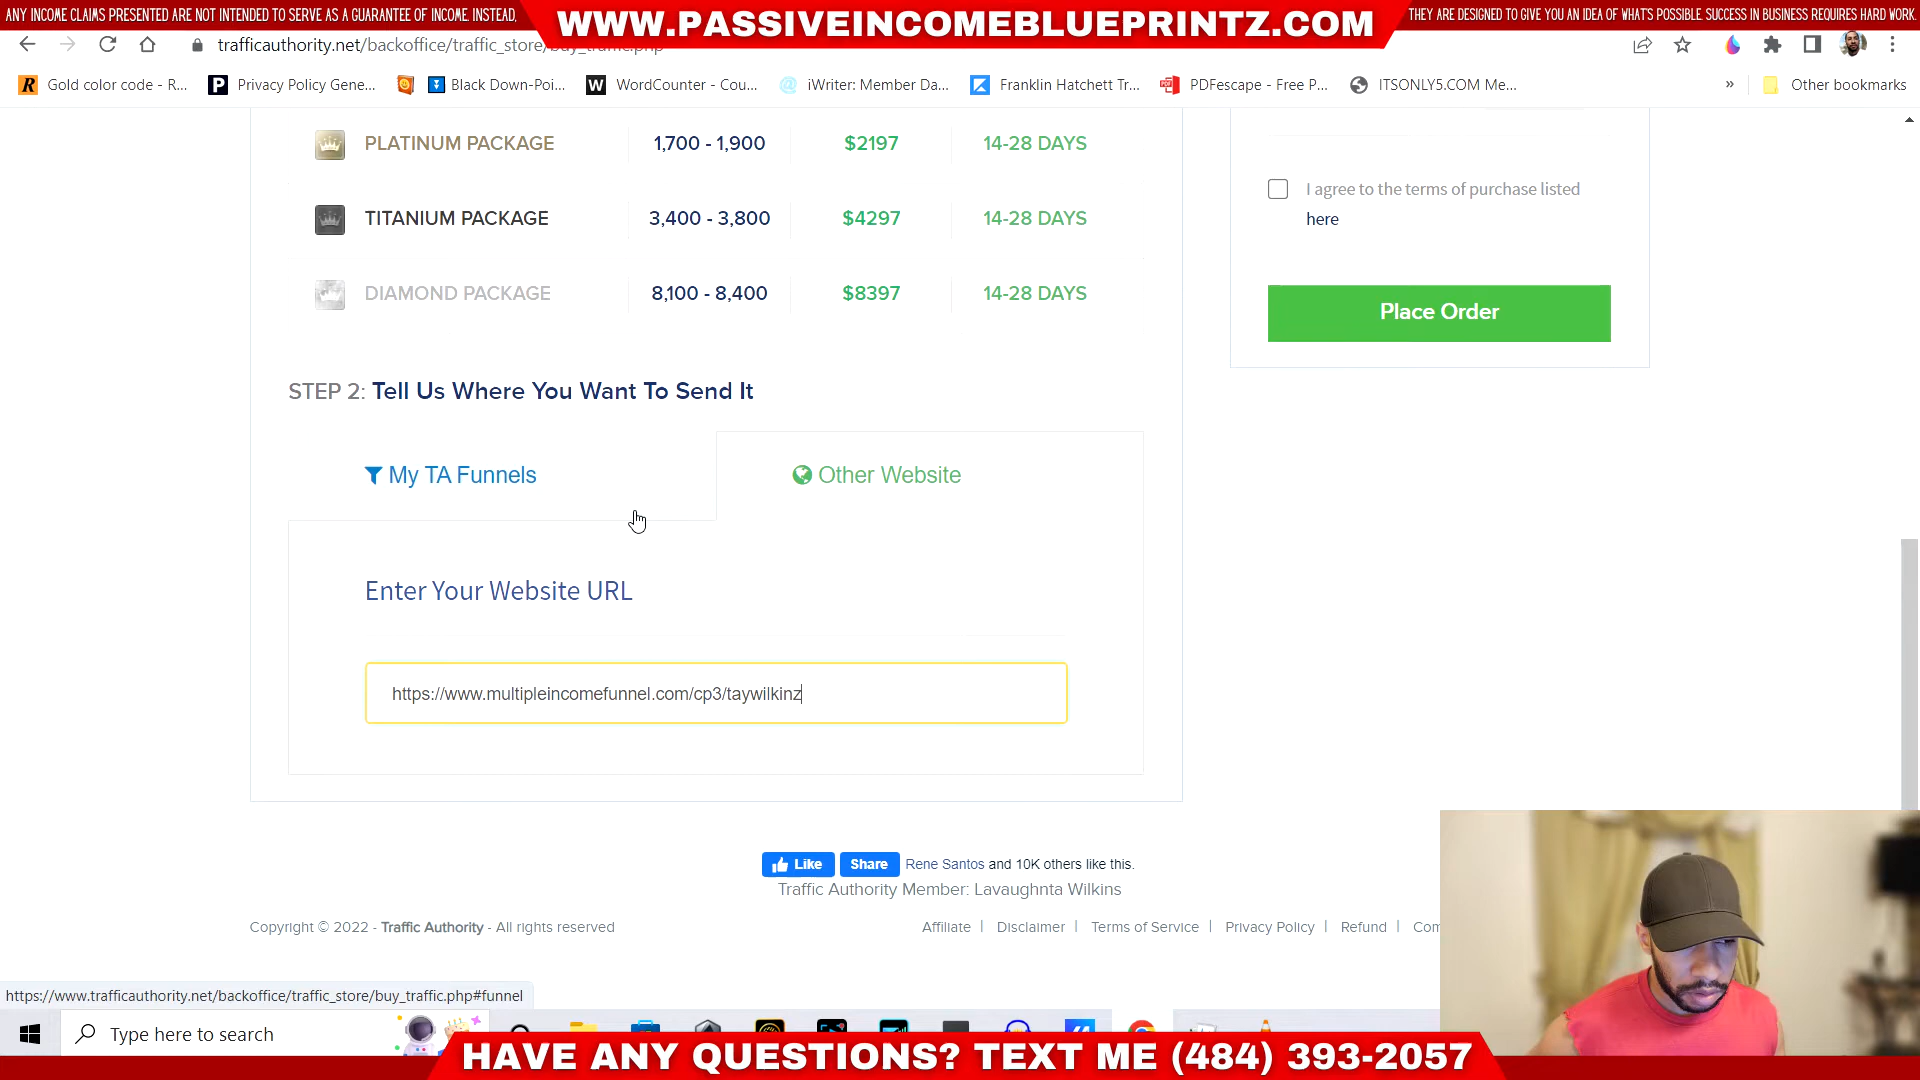 ANY INCOME CLAIMS PRESENTED ARE NOT INTENDED TO SERVE AS A GUARANTEE OF INCOME. INSTEAD,
WWW.PASSIVEINCOMEBLUEPRINTZ.COM
THEY ARE DESIGNED TO GIVE YOU AN IDEA OF WHAT'S POSSIBLE. SUCCESS IN BUSINESS REQUIRES HARD WORK.
trafficauthority.net/backoffice/traffic_store/buy_traffic.php
Gold color code - R... Privacy Policy Gene... Black Down-Poi... WordCounter - Cou... iWriter: Member Da... Franklin Hatchett Tr... PDFescape - Free P... ITSONLY5.COM Me... » Other bookmarks
PLATINUM PACKAGE 1,700 - 1,900 $2197 14-28 DAYS
TITANIUM PACKAGE 3,400 - 3,800 $4297 14-28 DAYS
DIAMOND PACKAGE 8,100 - 8,400 $8397 14-28 DAYS
I agree to the terms of purchase listed
here
Place Order
STEP 2: Tell Us Where You Want To Send It
My TA Funnels
Other Website
Enter Your Website URL
https://www.multipleincomefunnel.com/cp3/taywilkinz
Like Share Rene Santos and 10K others like this.
Traffic Authority Member: Lavaughnta Wilkins
Copyright © 2022 - Traffic Authority - All rights reserved
Affiliate | Disclaimer | Terms of Service | Privacy Policy | Refund | Com
https://www.trafficauthority.net/backoffice/traffic_store/buy_traffic.php#funnel
Type here to search
HAVE ANY QUESTIONS? TEXT ME (484) 393-2057